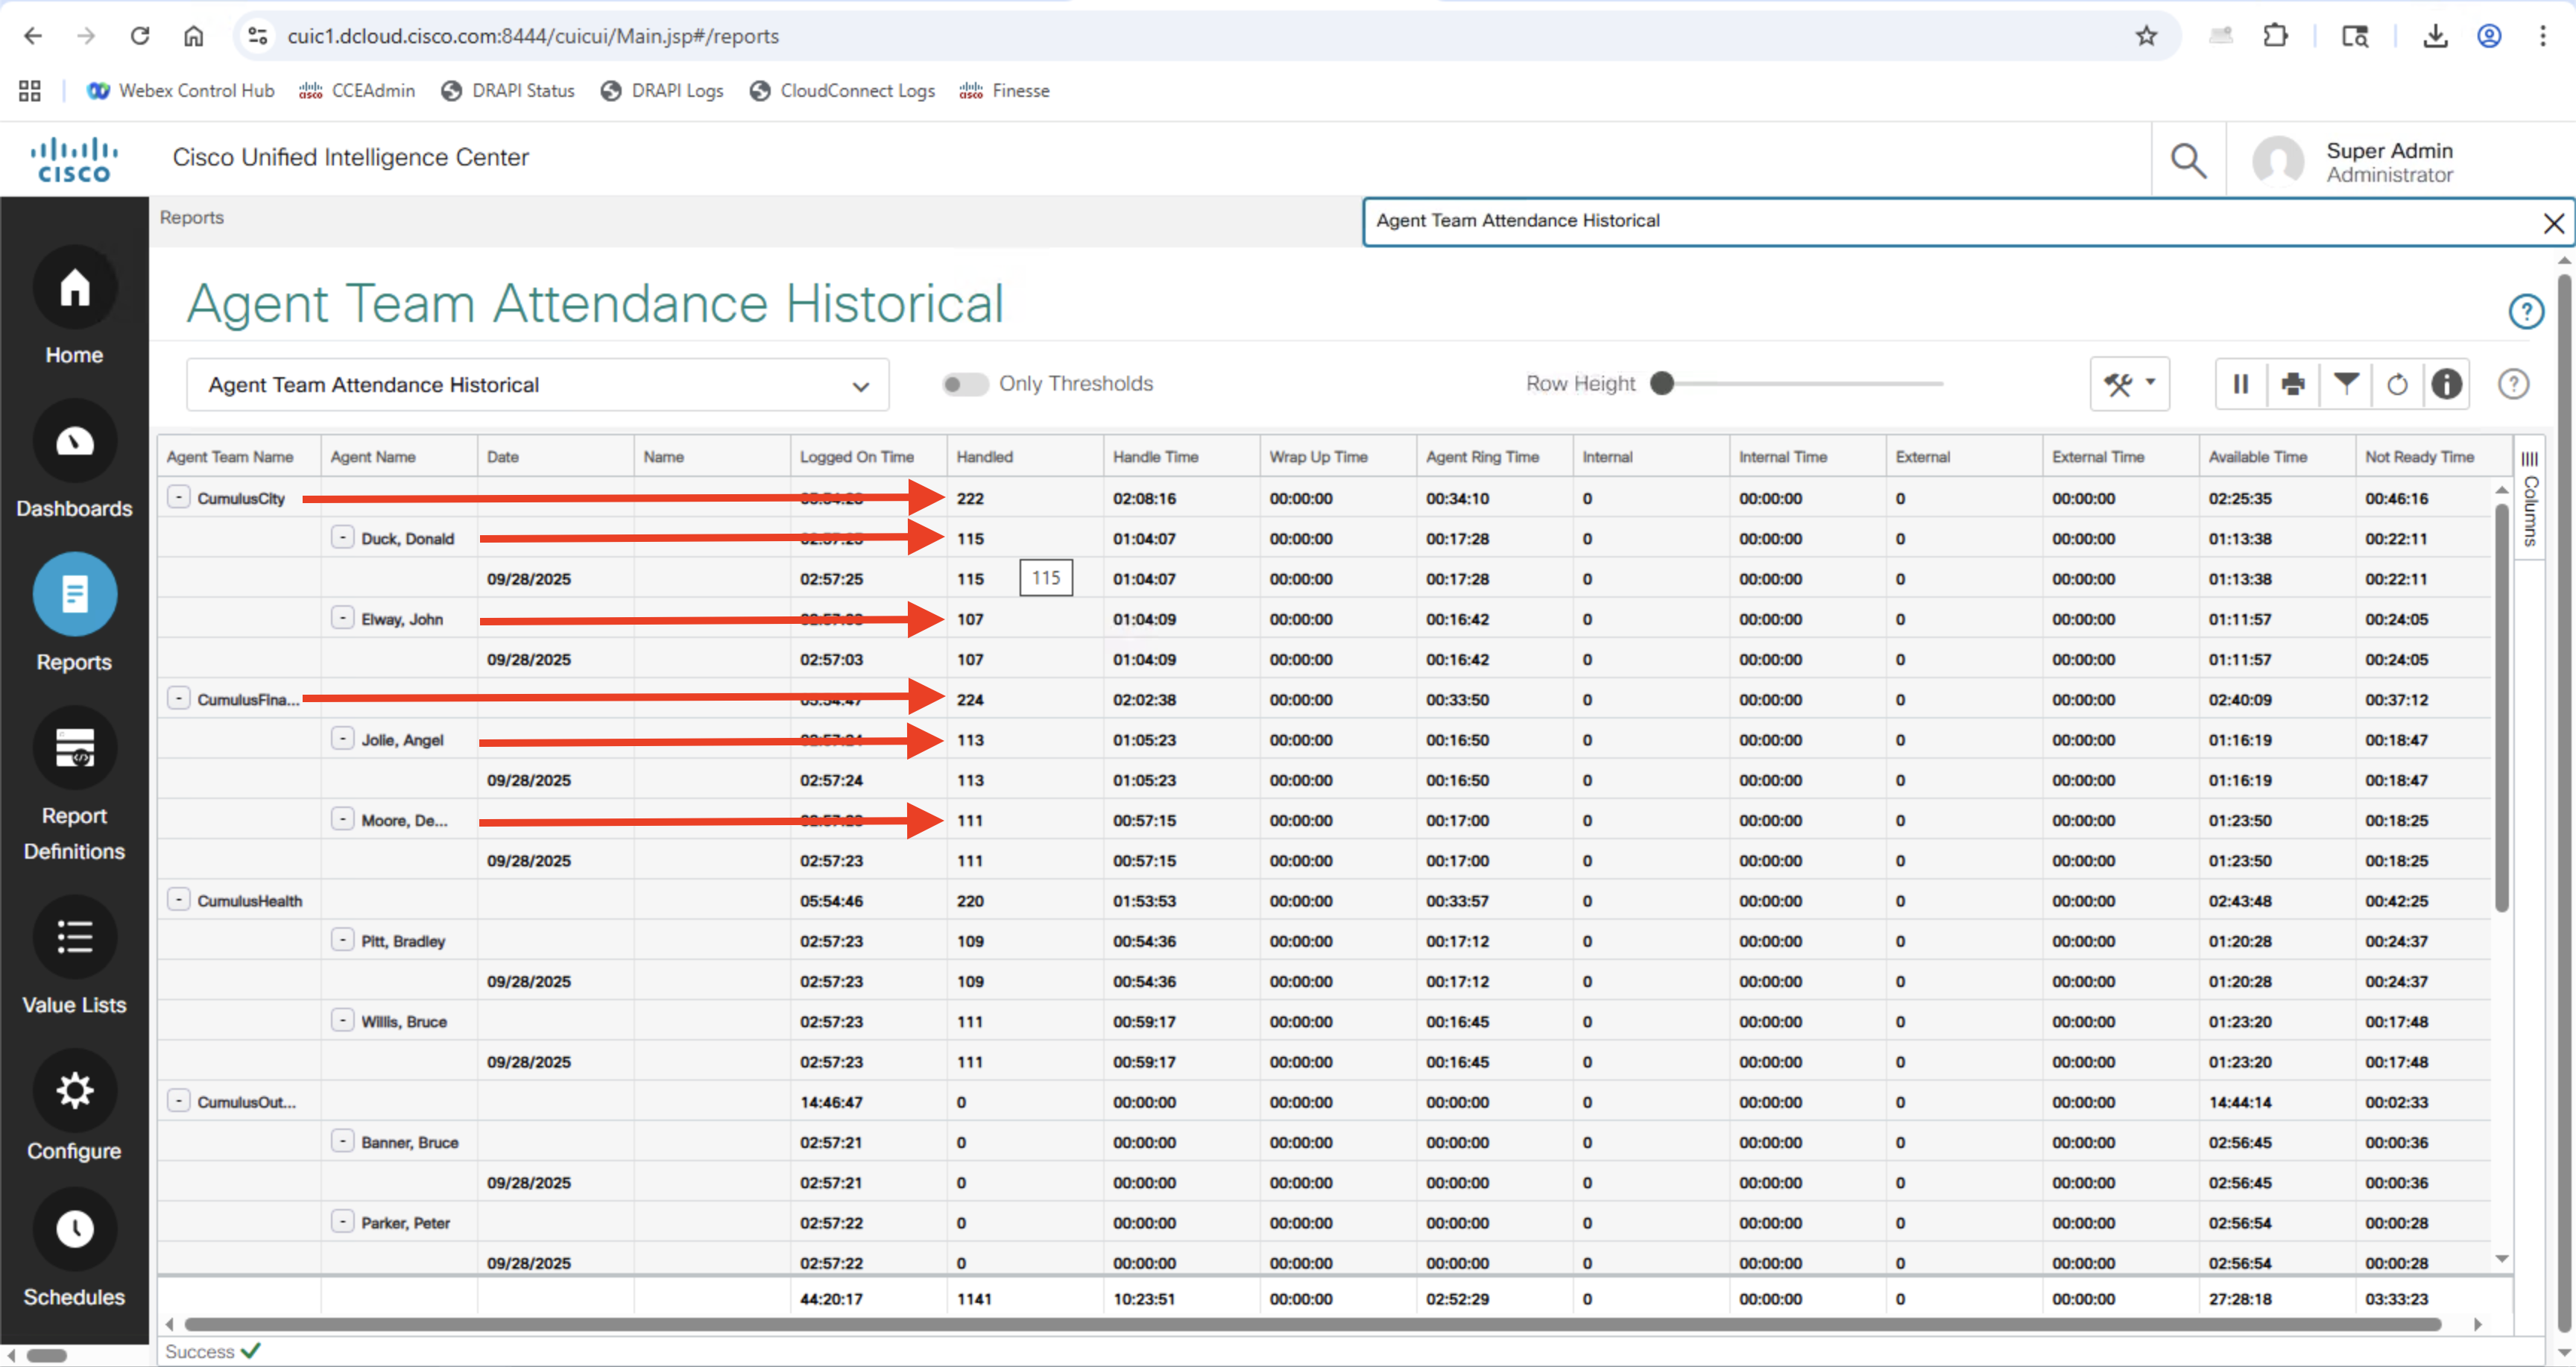 cuic1.dcloud.cisco.com:8444/cuicui/Main.jsp#/reports
Webex Control Hub CCEAdmin DRAPI Status DRAPI Logs CloudConnect Logs Finesse
CISCO Cisco Unified Intelligence Center
Super Admin
Administrator
Reports Agent Team Attendance Historical
Agent Team Attendance Historical
Agent Team Attendance Historical Only Thresholds Row Height
Home
Dashboards
Reports
Report
Definitions
Value Lists
Configure
Schedules
Agent Team Name Agent Name Date Name Logged On Time Handled Handle Time Wrap Up Time Agent Ring Time Internal Internal Time External External Time Available Time Not Ready Time
Columns
CumulusCity 222 02:08:16 00:00:00 00:34:10 0 00:00:00 0 00:00:00 02:25:35 00:46:16
Duck, Donald 115 01:04:07 00:00:00 00:17:28 0 00:00:00 0 00:00:00 01:13:38 00:22:11
09/28/2025 02:57:25 115 115 01:04:07 00:00:00 00:17:28 0 00:00:00 0 00:00:00 01:13:38 00:22:11
Elway, John 107 01:04:09 00:00:00 00:16:42 0 00:00:00 0 00:00:00 01:11:57 00:24:05
09/28/2025 02:57:03 107 01:04:09 00:00:00 00:16:42 0 00:00:00 0 00:00:00 01:11:57 00:24:05
CumulusFina... 224 02:02:38 00:00:00 00:33:50 0 00:00:00 0 00:00:00 02:40:09 00:37:12
Jolie, Angel 113 01:05:23 00:00:00 00:16:50 0 00:00:00 0 00:00:00 01:16:19 00:18:47
09/28/2025 02:57:24 113 01:05:23 00:00:00 00:16:50 0 00:00:00 0 00:00:00 01:16:19 00:18:47
Moore, De... 111 00:57:15 00:00:00 00:17:00 0 00:00:00 0 00:00:00 01:23:50 00:18:25
09/28/2025 02:57:23 111 00:57:15 00:00:00 00:17:00 0 00:00:00 0 00:00:00 01:23:50 00:18:25
CumulusHealth 05:54:46 220 01:53:53 00:00:00 00:33:57 0 00:00:00 0 00:00:00 02:43:48 00:42:25
Pitt, Bradley 02:57:23 109 00:54:36 00:00:00 00:17:12 0 00:00:00 0 00:00:00 01:20:28 00:24:37
09/28/2025 02:57:23 109 00:54:36 00:00:00 00:17:12 0 00:00:00 0 00:00:00 01:20:28 00:24:37
Willis, Bruce 02:57:23 111 00:59:17 00:00:00 00:16:45 0 00:00:00 0 00:00:00 01:23:20 00:17:48
09/28/2025 02:57:23 111 00:59:17 00:00:00 00:16:45 0 00:00:00 0 00:00:00 01:23:20 00:17:48
CumulusOut... 14:46:47 0 00:00:00 00:00:00 00:00:00 0 00:00:00 0 00:00:00 14:44:14 00:02:33
Banner, Bruce 02:57:21 0 00:00:00 00:00:00 00:00:00 0 00:00:00 0 00:00:00 02:56:45 00:00:36
09/28/2025 02:57:21 0 00:00:00 00:00:00 00:00:00 0 00:00:00 0 00:00:00 02:56:45 00:00:36
Parker, Peter 02:57:22 0 00:00:00 00:00:00 00:00:00 0 00:00:00 0 00:00:00 02:56:54 00:00:28
09/28/2025 02:57:22 0 00:00:00 00:00:00 00:00:00 0 00:00:00 0 00:00:00 02:56:54 00:00:28
44:20:17 1141 10:23:51 00:00:00 02:52:29 0 00:00:00 0 00:00:00 27:28:18 03:33:23
Success